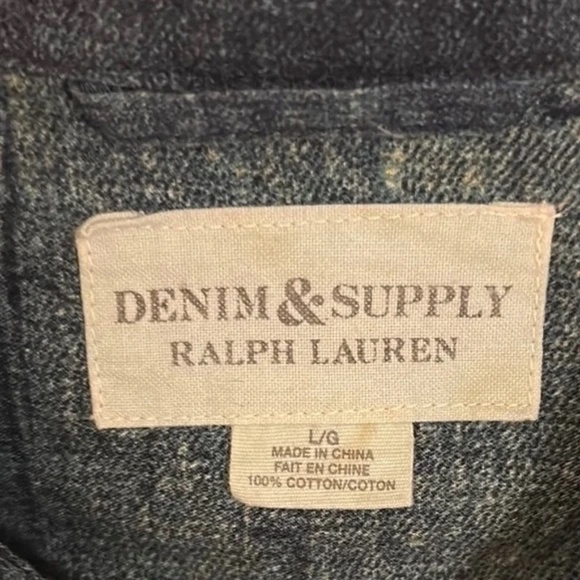 DENIM & SUPPLY
RALPH LAUREN
L/G
MADE IN CHINA
FAIT EN CHINE
100% COTTON/COTON